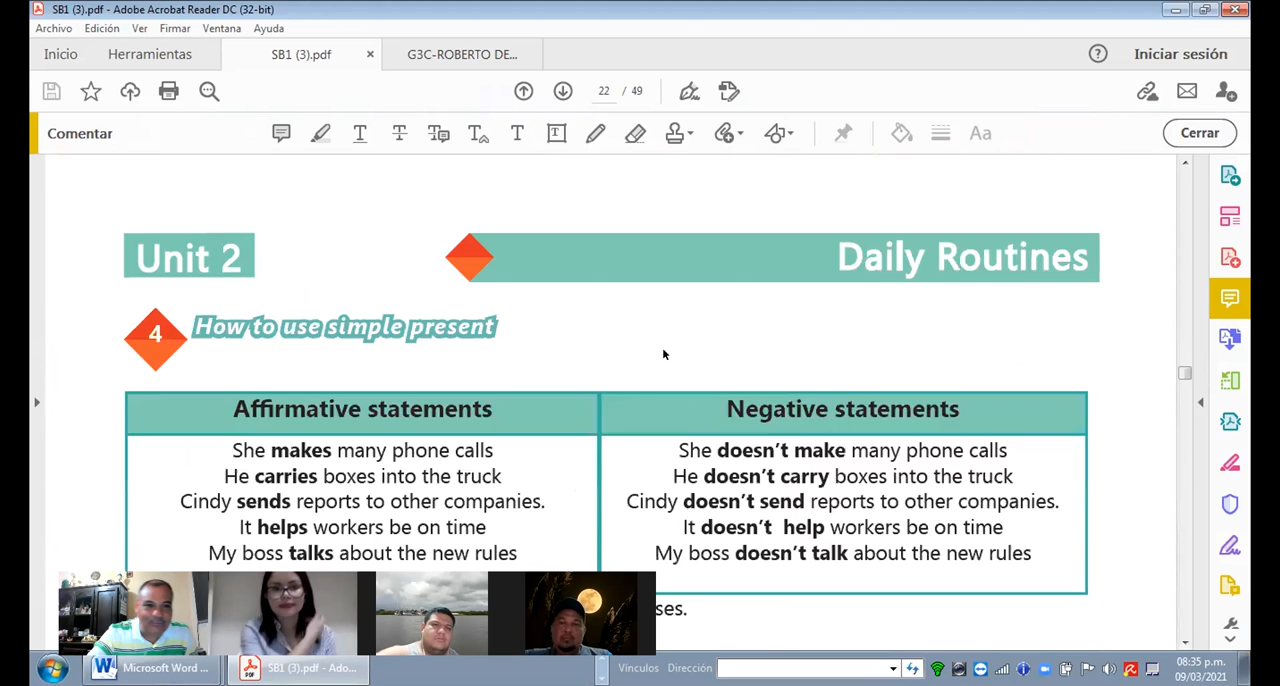 SB1 (3).pdf - Adobe Acrobat Reader DC (32-bit)
Archivo Edición Ver Firmar Ventana Ayuda
Inicio Herramientas SB1 (3).pdf × G3C-ROBERTO DE... ? Iniciar sesión
22 / 49
Comentar Aa Cerrar
Unit 2 Daily Routines
4 How to use simple present
Affirmative statements Negative statements
She makes many phone calls She doesn't make many phone calls
He carries boxes into the truck He doesn't carry boxes into the truck
Cindy sends reports to other companies. Cindy doesn't send reports to other companies.
It helps workers be on time It doesn't help workers be on time
My boss talks about the new rules My boss doesn't talk about the new rules
ses.
Microsoft Word ... SB1 (3).pdf - Ado... Vínculos Dirección 08:35 p.m.
09/03/2021